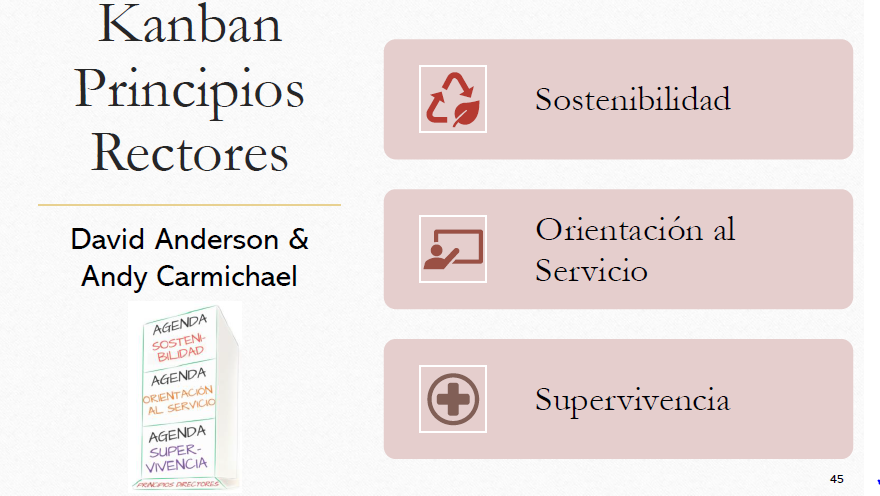 Kanban
Principios
Rectores
David Anderson &
Andy Carmichael
AGENDA
SOSTENI-
BILIDAD
AGENDA
ORIENTACIÓN
AL SERVICIO
AGENDA
SUPER-
VIVENCIA
PRINCIPIOS DIRECTORES
Sostenibilidad
Orientación al
Servicio
Supervivencia
45